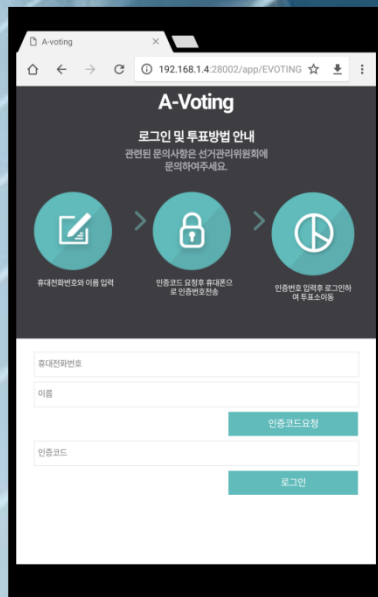 A-voting
192.168.1.4:28002/app/EVOTING
A-Voting
로그인 및 투표방법 안내
관련된 문의사항은 선거관리위원회에
문의하여주세요.
휴대전화번호와 이름 입력
인증코드 요청후 휴대폰으
로 인증번호전송
인증번호 입력후 로그인하
여 투표소이동
휴대전화번호
이름
인증코드요청
인증코드
로그인